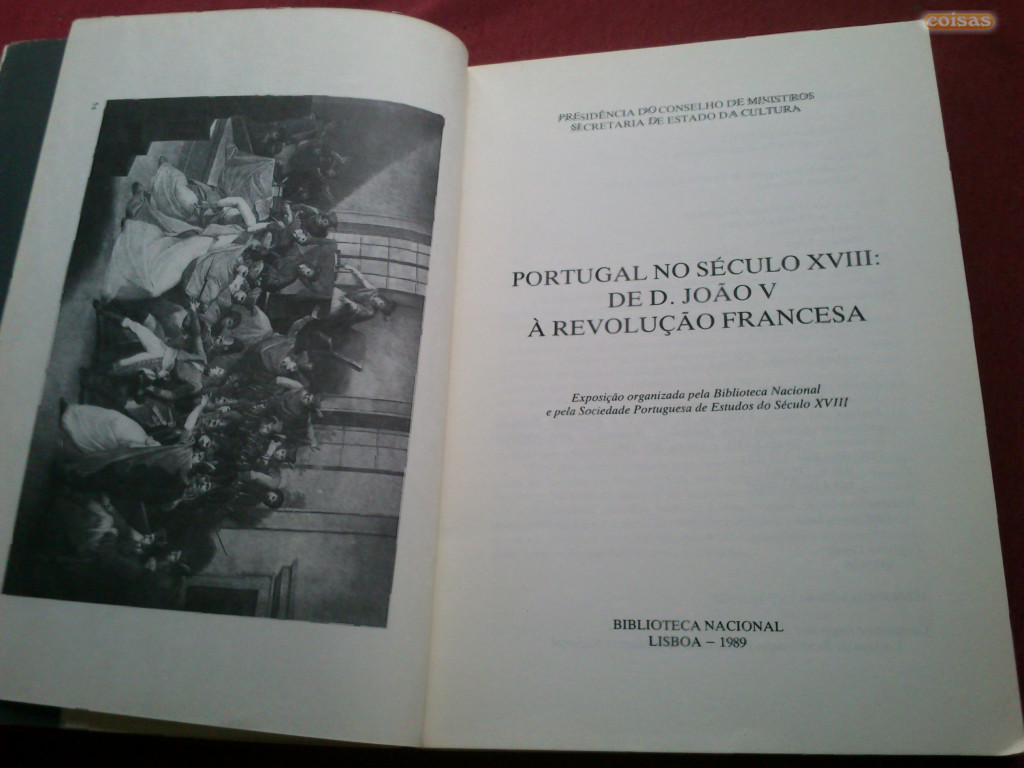 coisas
PRESIDÊNCIA DO CONSELHO DE MINISTROS
SECRETARIA DE ESTADO DA CULTURA
PORTUGAL NO SÉCULO XVIII:
DE D. JOÃO V
À REVOLUÇÃO FRANCESA
Exposição organizada pela Biblioteca Nacional
e pela Sociedade Portuguesa de Estudos do Século XVIII
BIBLIOTECA NACIONAL
LISBOA – 1989